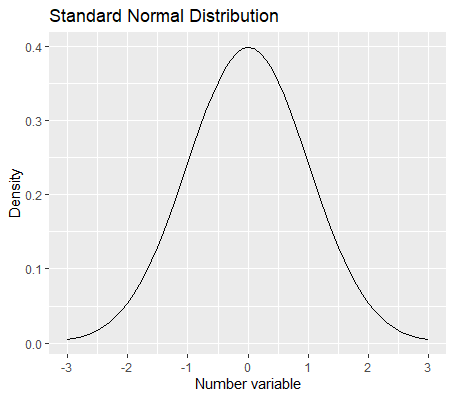 Standard Normal Distribution
0.4
0.3
0.2
0.1
0.0
Density
-3 -2 -1 0 1 2 3
Number variable